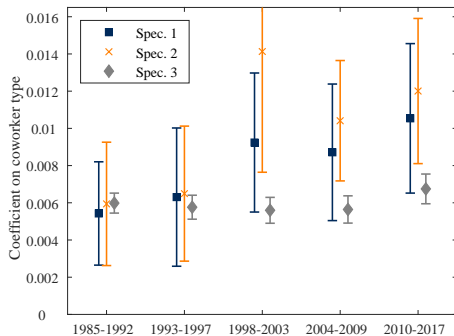 0.016
0.014
0.012
0.01
0.008
0.006
0.004
0.002
0
Coefficient on coworker type
Spec. 1
Spec. 2
Spec. 3
1985-1992 1993-1997 1998-2003 2004-2009 2010-2017